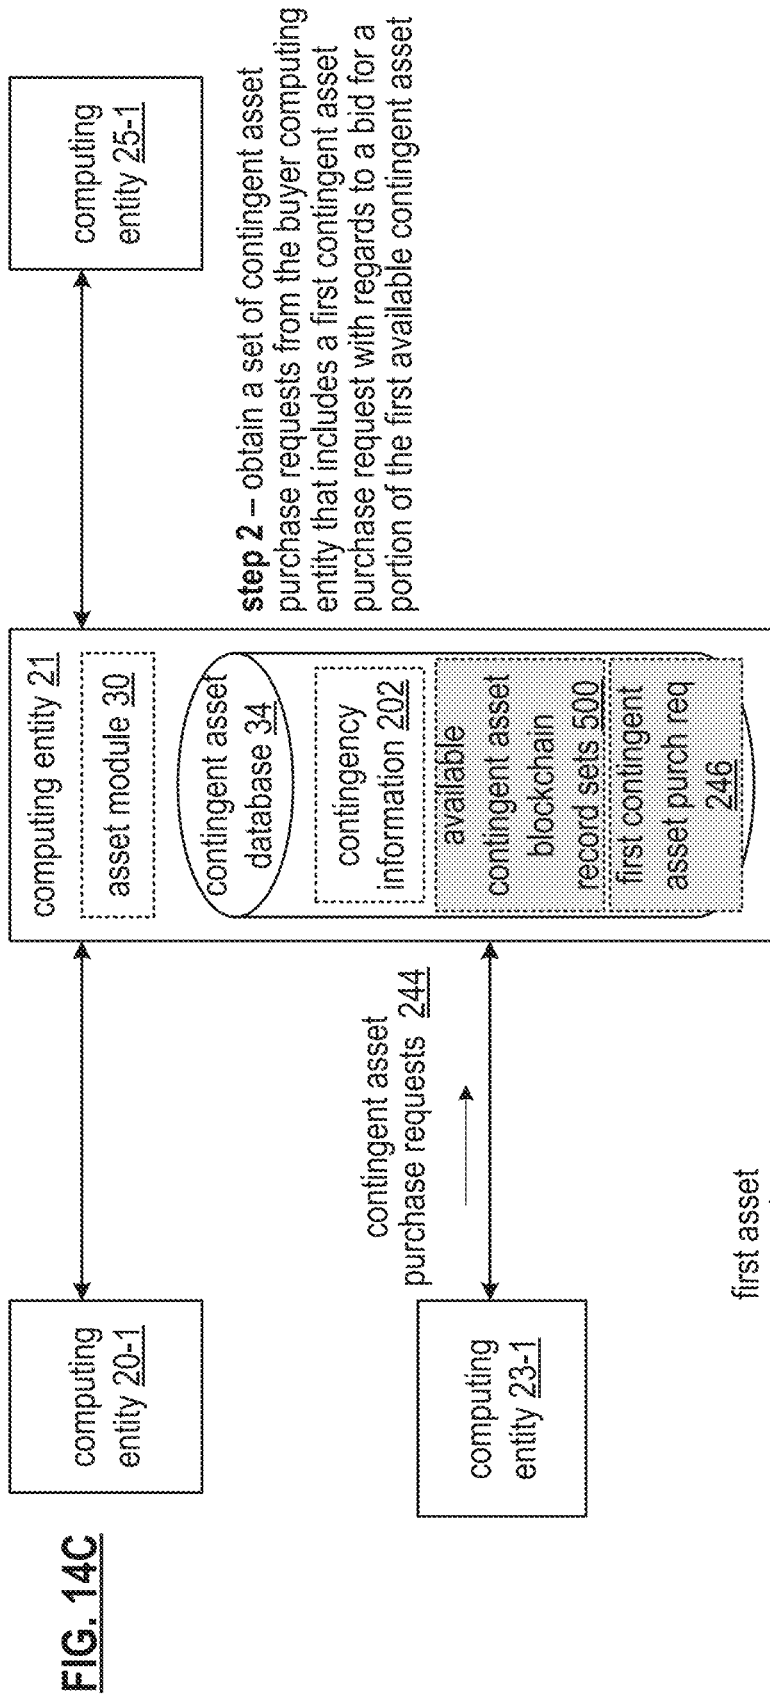 FIG. 14C
computing
entity 20-1
computing entity 21
asset module 30
computing
entity 25-1
contingent asset
database 34
step 2 – obtain a set of contingent asset
purchase requests from the buyer computing
entity that includes a first contingent asset
purchase request with regards to a bid for a
portion of the first available contingent asset
contingency
information 202
contingent asset
purchase requests 244
available
contingent asset
blockchain
record sets 500
computing
entity 23-1
first contingent
asset purch req
246
first asset